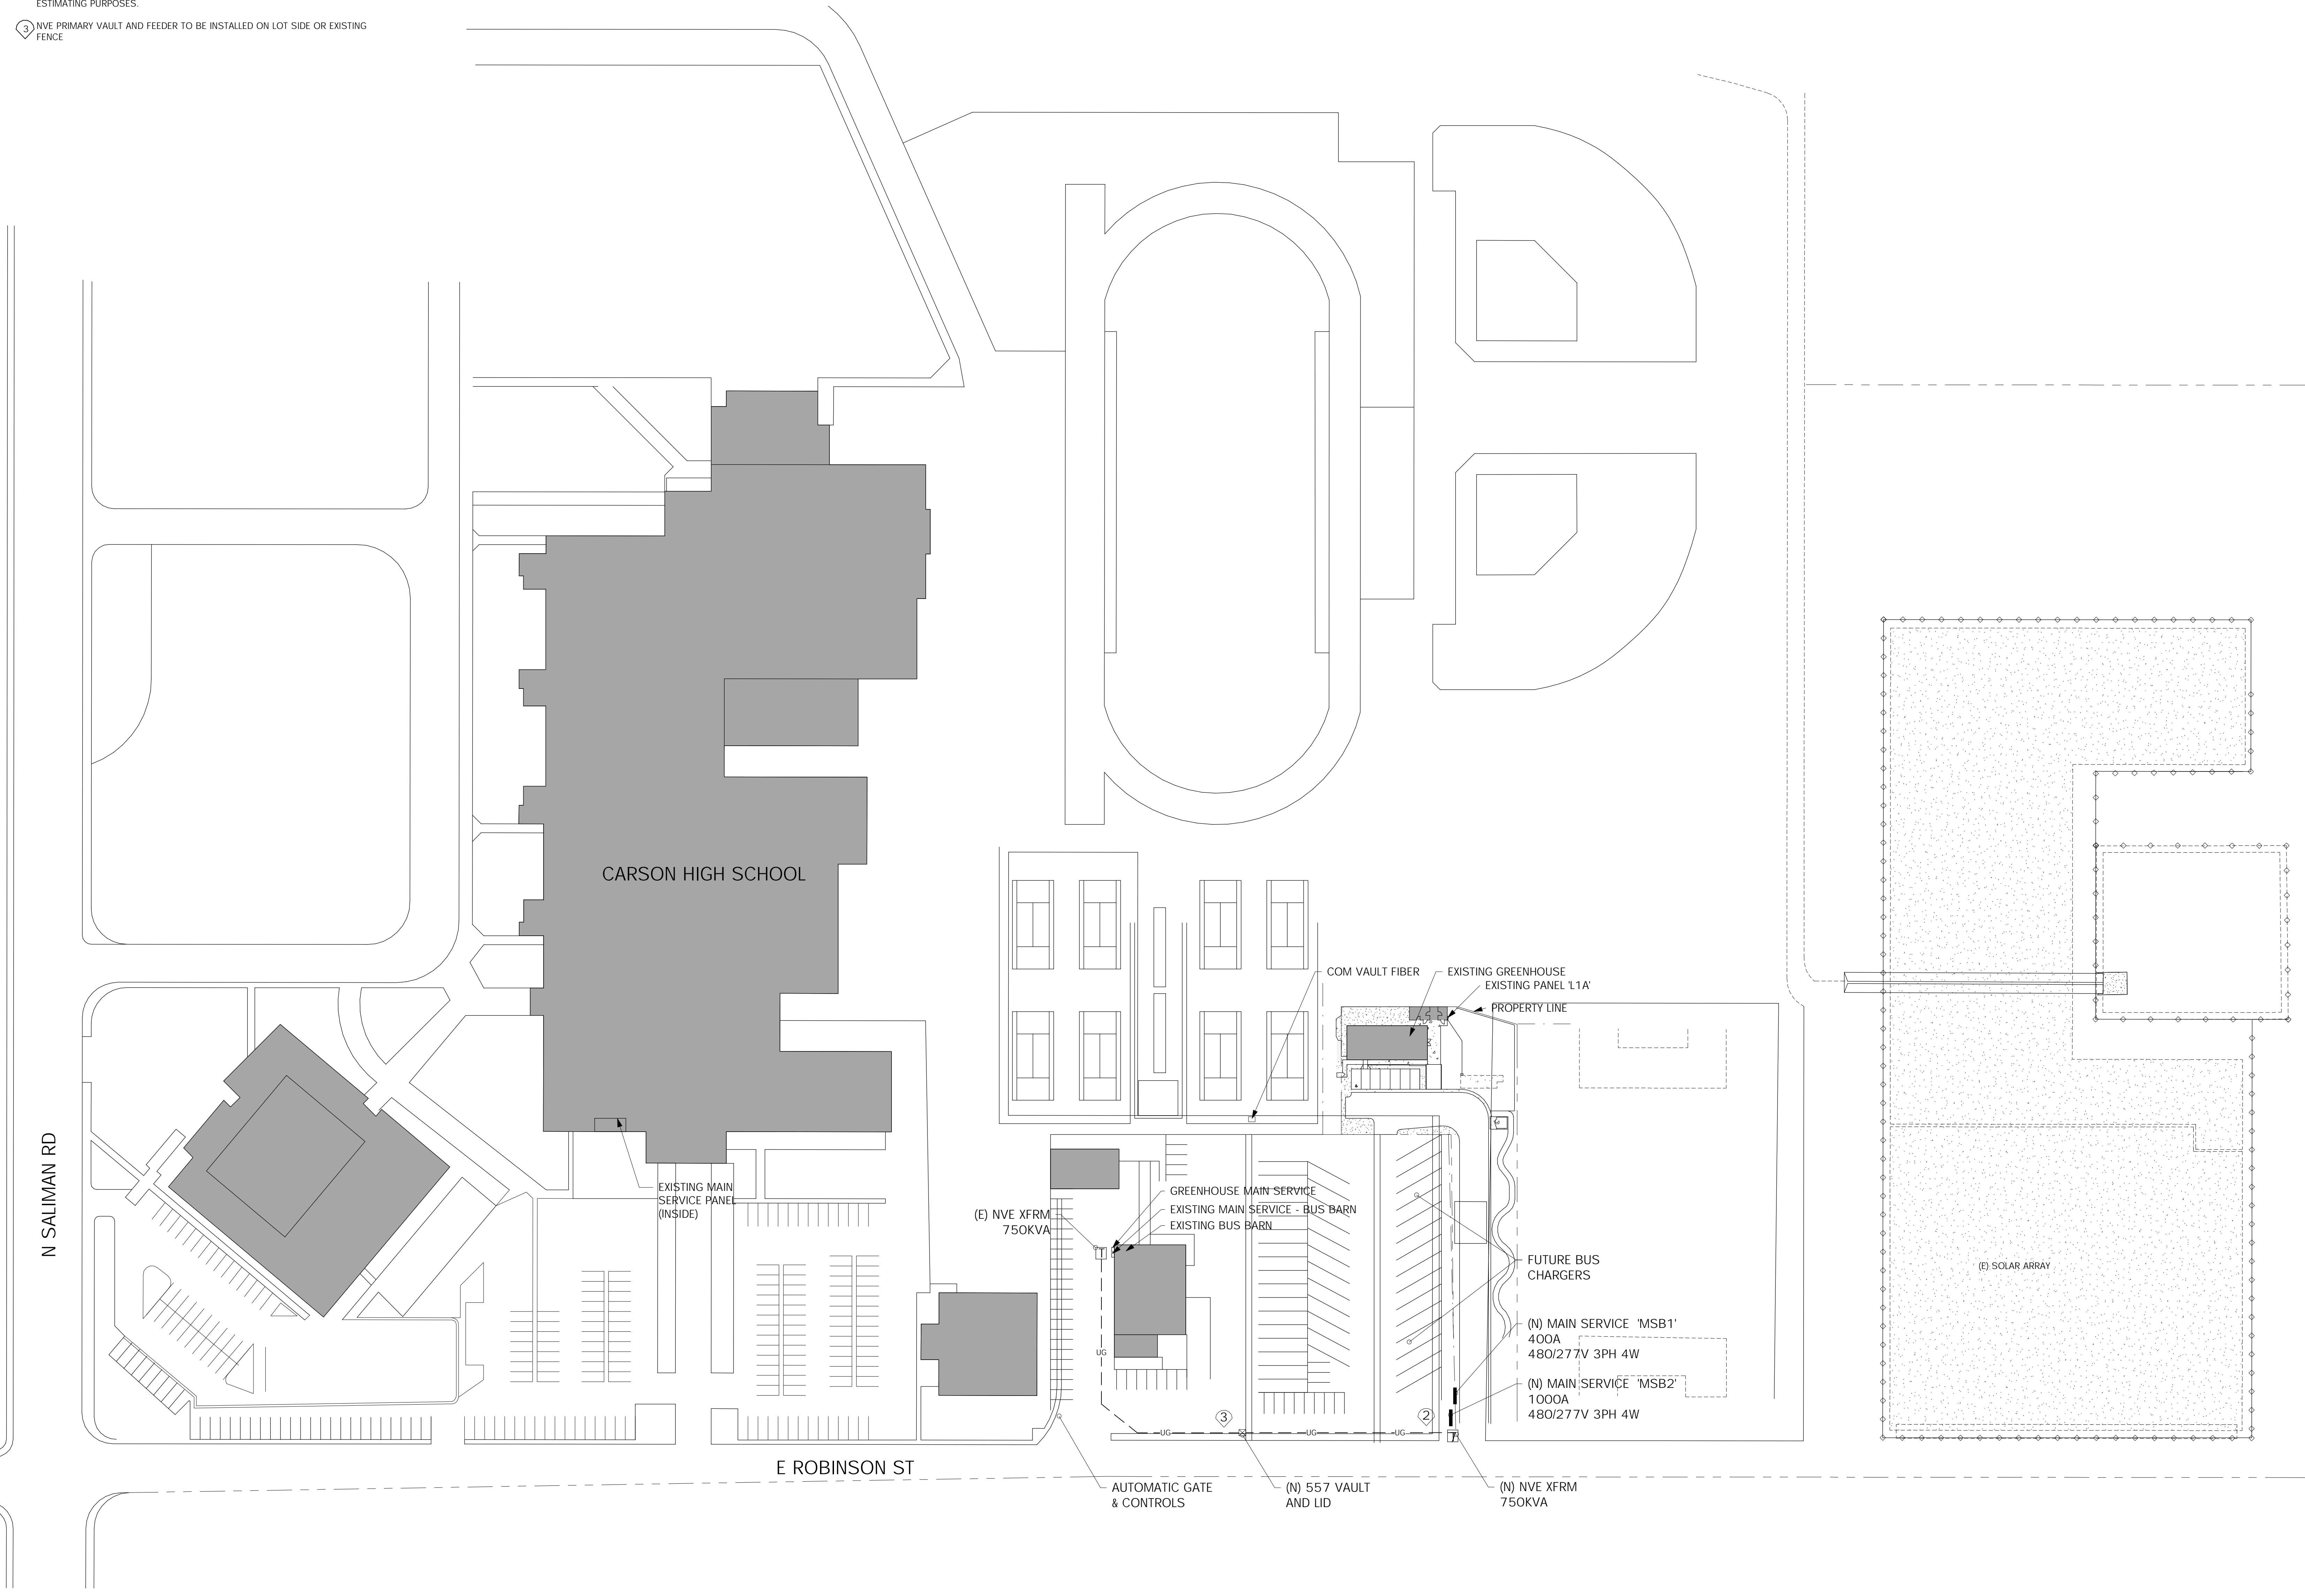 ESTIMATING PURPOSES.
3 NVE PRIMARY VAULT AND FEEDER TO BE INSTALLED ON LOT SIDE OR EXISTING
FENCE
CARSON HIGH SCHOOL
COM VAULT FIBER
EXISTING GREENHOUSE
EXISTING PANEL 'L1A'
PROPERTY LINE
N SALIMAN RD
EXISTING MAIN
SERVICE PANEL
(INSIDE)
(E) NVE XFRM
750KVA
GREENHOUSE MAIN SERVICE
EXISTING MAIN SERVICE - BUS BARN
EXISTING BUS BARN
FUTURE BUS
CHARGERS
(E) SOLAR ARRAY
(N) MAIN SERVICE 'MSB1'
400A
480/277V 3PH 4W
(N) MAIN SERVICE 'MSB2'
1000A
480/277V 3PH 4W
UG
3
2
UG
UG
UG
E ROBINSON ST
AUTOMATIC GATE
& CONTROLS
(N) 557 VAULT
AND LID
(N) NVE XFRM
750KVA